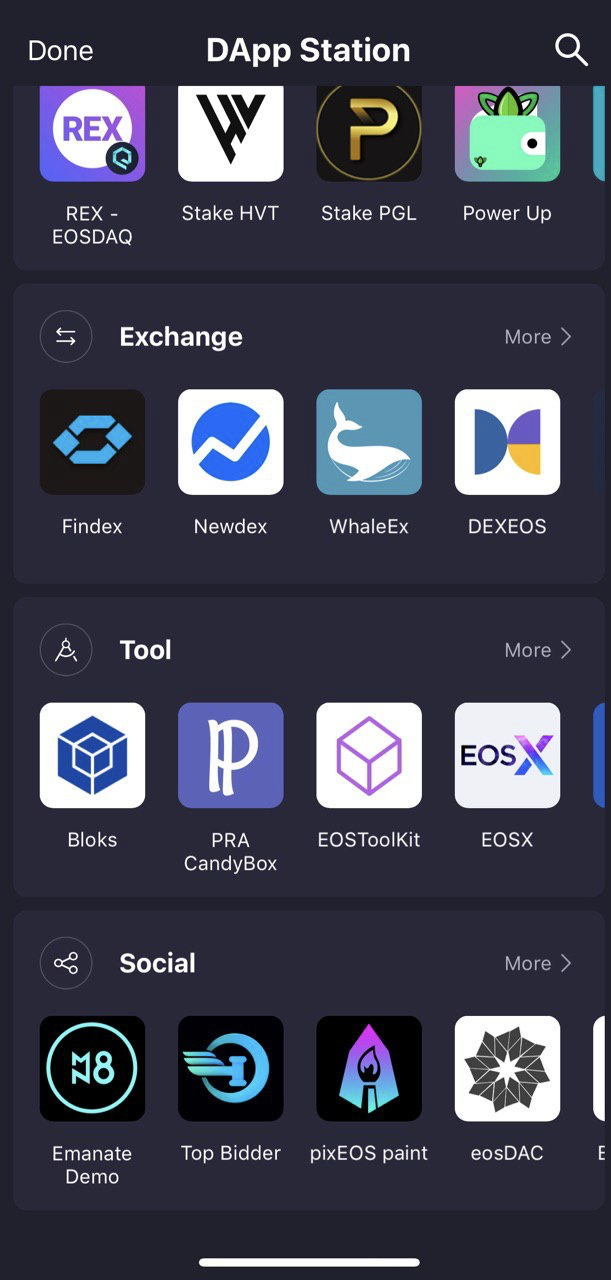 Done
DApp Station
REX
REX -
EOSDAQ
Stake HVT
Stake PGL
Power Up
Exchange
More
Findex
Newdex
WhaleEx
DEXEOS
Tool
More
Bloks
PRA
CandyBox
EOSToolKit
EOSX
EOSX
Social
More
Emanate
Demo
Top Bidder
pixEOS paint
eosDAC